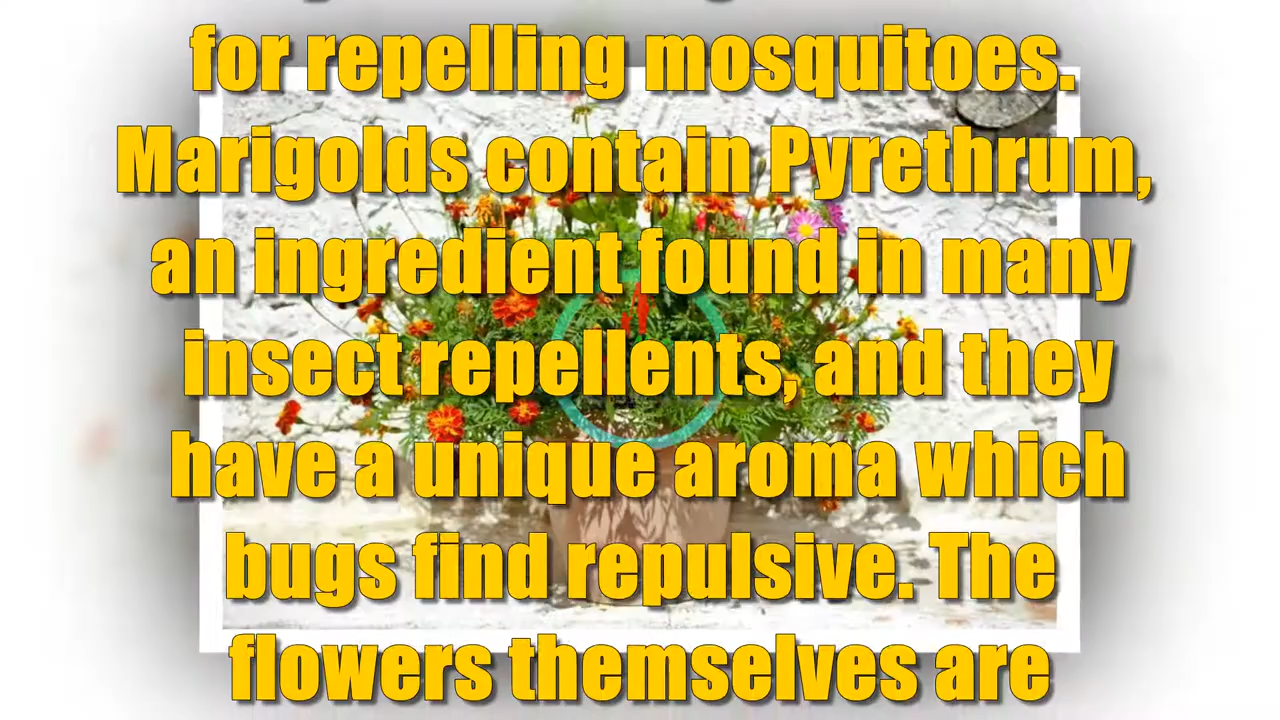 for repelling mosquitoes.
Marigolds contain Pyrethrum,
an ingredient found in many
insect repellents, and they
have a unique aroma which
bugs find repulsive. The
flowers themselves are